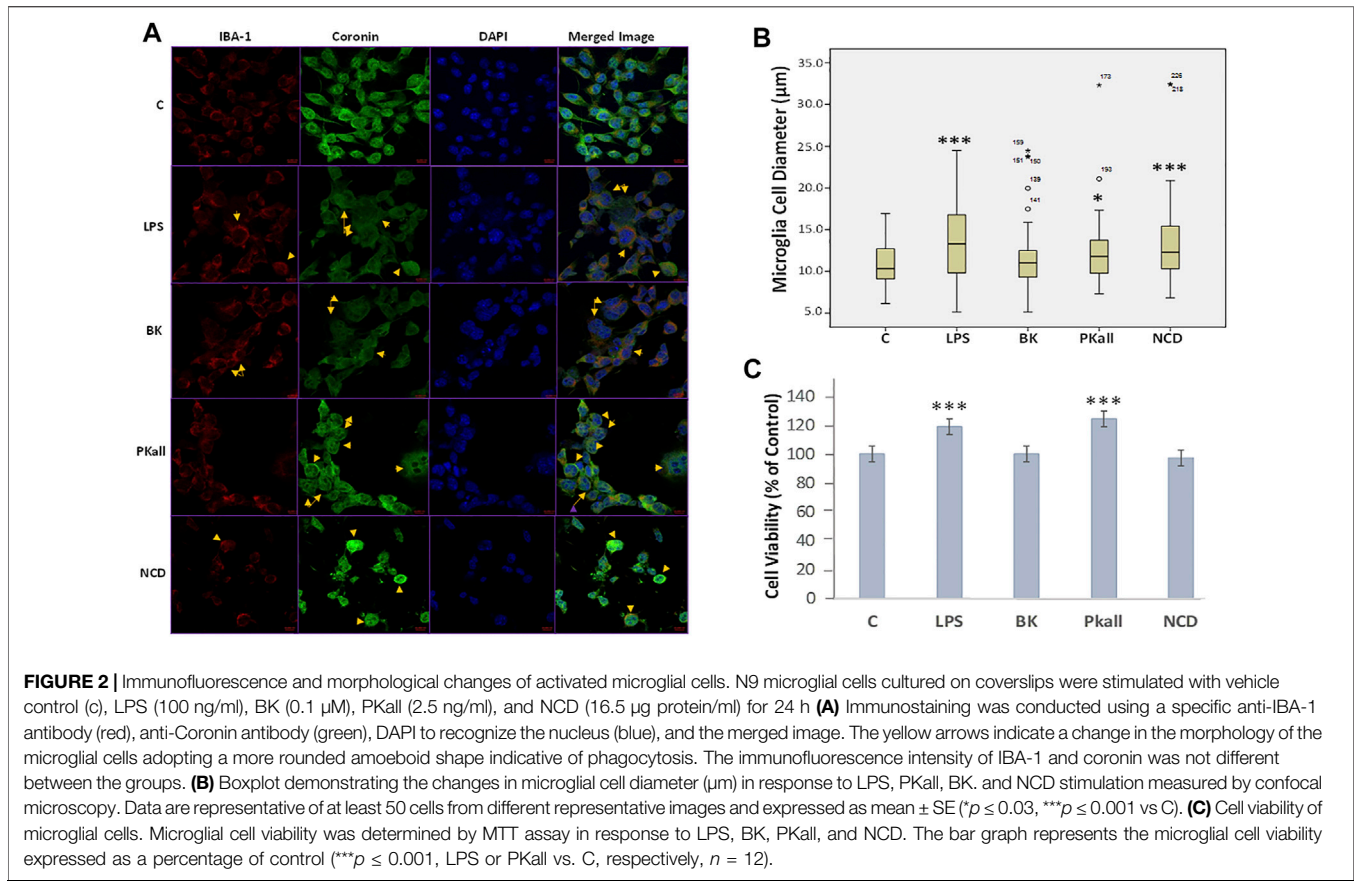 A
IBA-1 Coronin DAPI Merged Image
C
LPS
BK
PKall
NCD
B
Microglia Cell Diameter (µm)
35.0
30.0
25.0
20.0
15.0
10.0
5.0
***
159
151 * 150
139
141
173
193
*
226
218
***
C LPS BK PKall NCD
C
Cell Viability (% of Control)
140
120
100
80
60
40
20
0
*** ***
C LPS BK Pkall NCD
FIGURE 2 | Immunofluorescence and morphological changes of activated microglial cells. N9 microglial cells cultured on coverslips were stimulated with vehicle
control (c), LPS (100 ng/ml), BK (0.1 µM), PKall (2.5 ng/ml), and NCD (16.5 µg protein/ml) for 24 h (A) Immunostaining was conducted using a specific anti-IBA-1
antibody (red), anti-Coronin antibody (green), DAPI to recognize the nucleus (blue), and the merged image. The yellow arrows indicate a change in the morphology of the
microglial cells adopting a more rounded amoeboid shape indicative of phagocytosis. The immunofluorescence intensity of IBA-1 and coronin was not different
between the groups. (B) Boxplot demonstrating the changes in microglial cell diameter (µm) in response to LPS, PKall, BK. and NCD stimulation measured by confocal
microscopy. Data are representative of at least 50 cells from different representative images and expressed as mean ± SE (*p ≤ 0.03, ***p ≤ 0.001 vs C). (C) Cell viability of
microglial cells. Microglial cell viability was determined by MTT assay in response to LPS, BK, PKall, and NCD. The bar graph represents the microglial cell viability
expressed as a percentage of control (***p ≤ 0.001, LPS or PKall vs. C, respectively, n = 12).